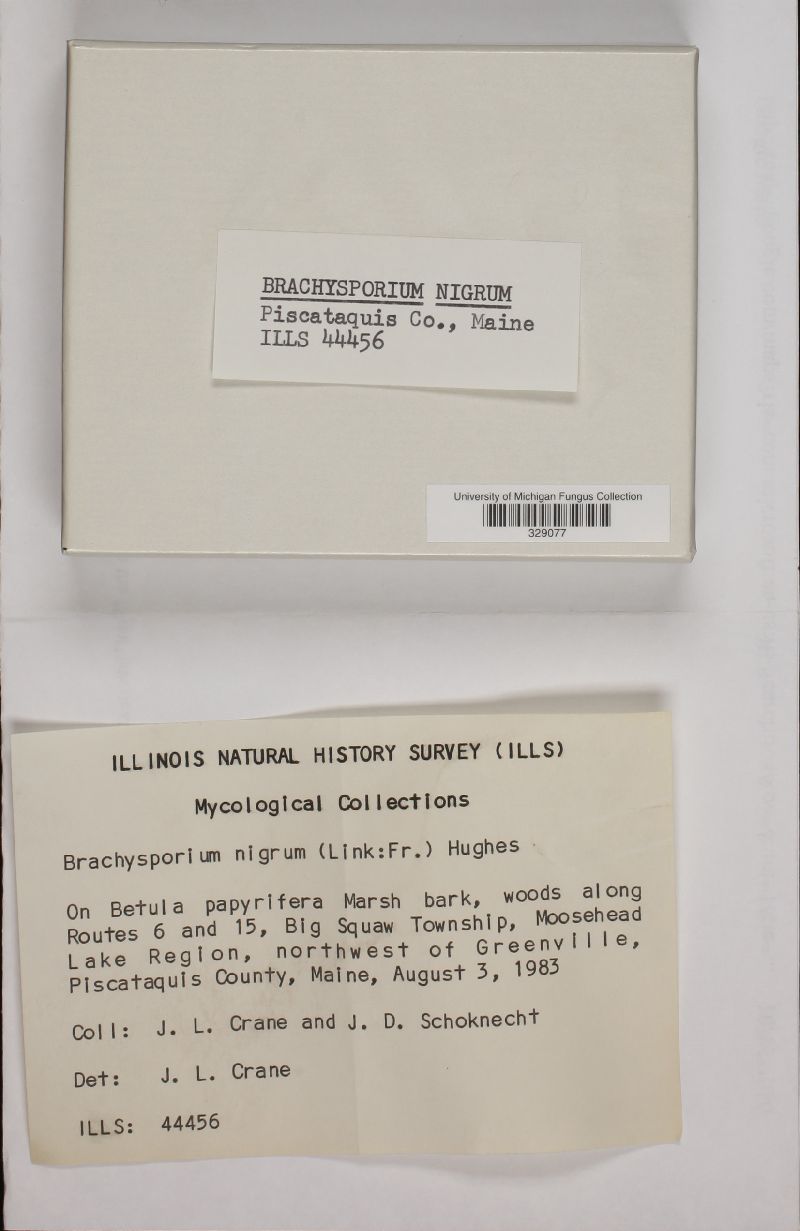 BRACHYSPORIUM NIGRUM
Piscataquis Co., Maine
ILLS 44456
University of Michigan Fungus Collection
329077
ILLINOIS NATURAL HISTORY SURVEY (ILLS)
Mycological Collections
Brachysporium nigrum (Link:Fr.) Hughes
On Betula papyrifera Marsh bark, woods along
Routes 6 and 15, Big Squaw Township, Moosehead
Lake Region, northwest of Greenville,
Piscataquis County, Maine, August 3, 1983
Coll: J. L. Crane and J. D. Schoknecht
Det: J. L. Crane
ILLS: 44456